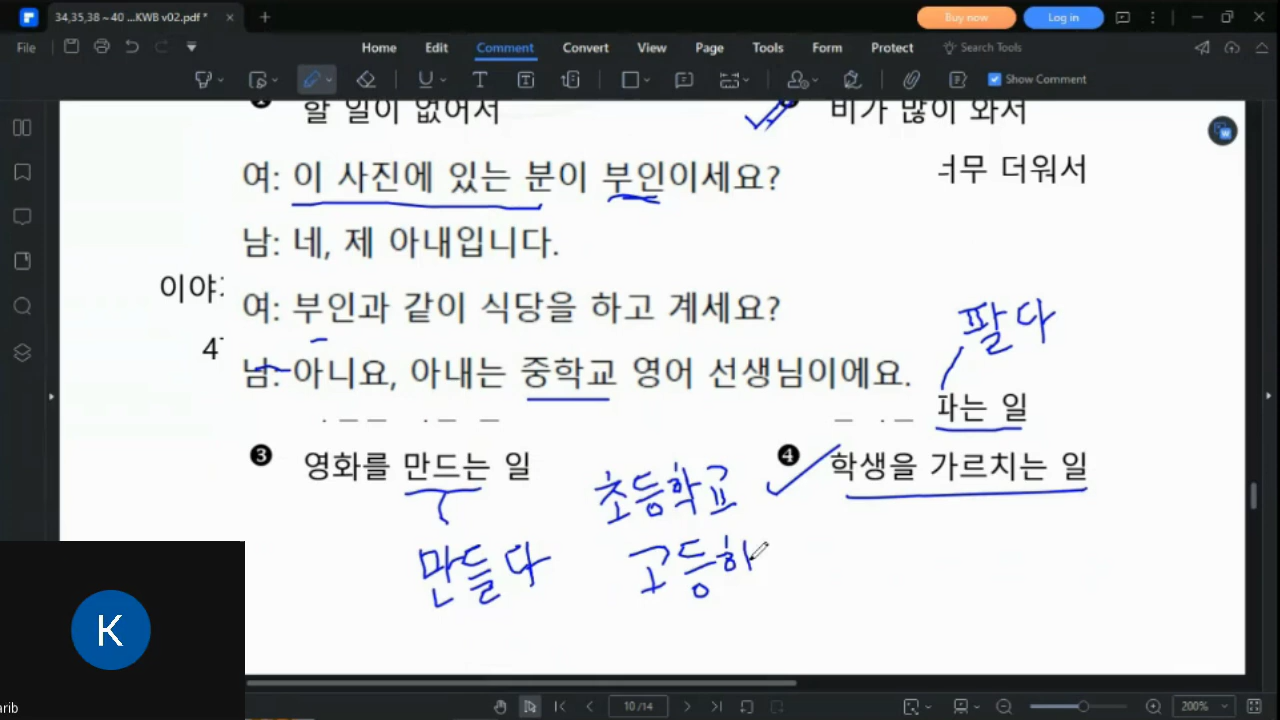 34,35,38 ~ 40 ...KWB v02.pdf *
Buy now
Log in
File
Home
Edit
Comment
Convert
View
Page
Tools
Form
Protect
Search Tools
Show Comment
할 일이 없어서
비가 많이 와서
여: 이 사진에 있는 분이 부인이세요?
더워서
남: 네, 제 아내입니다.
이야
여: 부인과 같이 식당을 하고 계세요?
팔다
4
남: 아니요, 아내는 중학교 영어 선생님이에요.
파는 일
❸ 영화를 만드는 일
❹ 학생을 가르치는 일
초등학교
만들다
고등하
K
arib
10 /14
200%